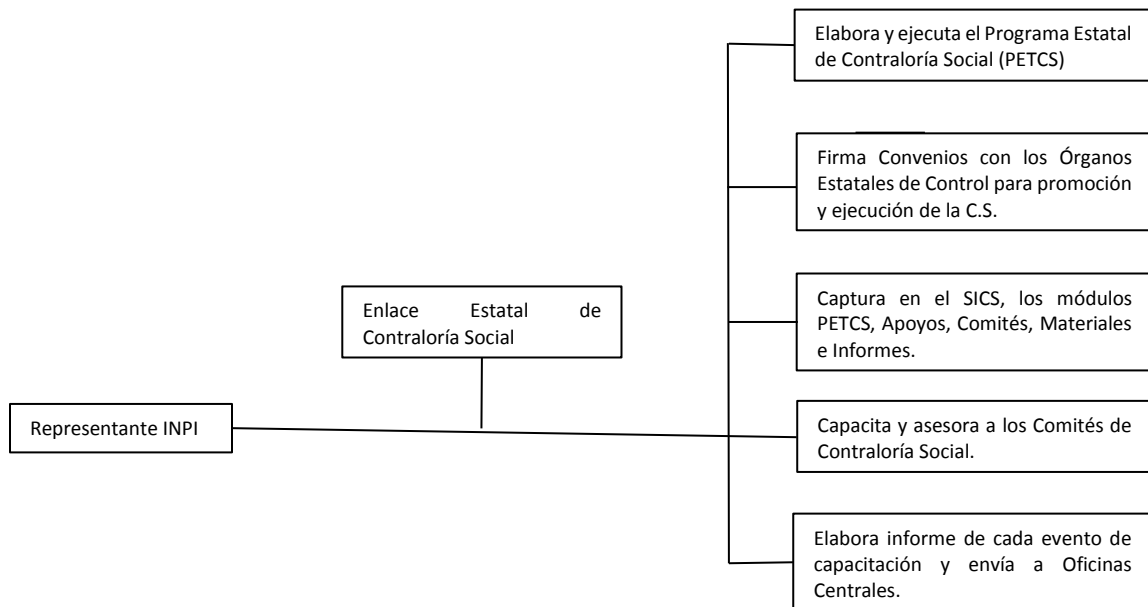 Elabora y ejecuta el Programa Estatal
de Contraloría Social (PETCS)
Firma Convenios con los Órganos
Estatales de Control para promoción
y ejecución de la C.S.
Enlace Estatal de
Contraloría Social
Captura en el SICS, los módulos
PETCS, Apoyos, Comités, Materiales
e Informes.
Representante INPI
Capacita y asesora a los Comités de
Contraloría Social.
Elabora informe de cada evento de
capacitación y envía a Oficinas
Centrales.